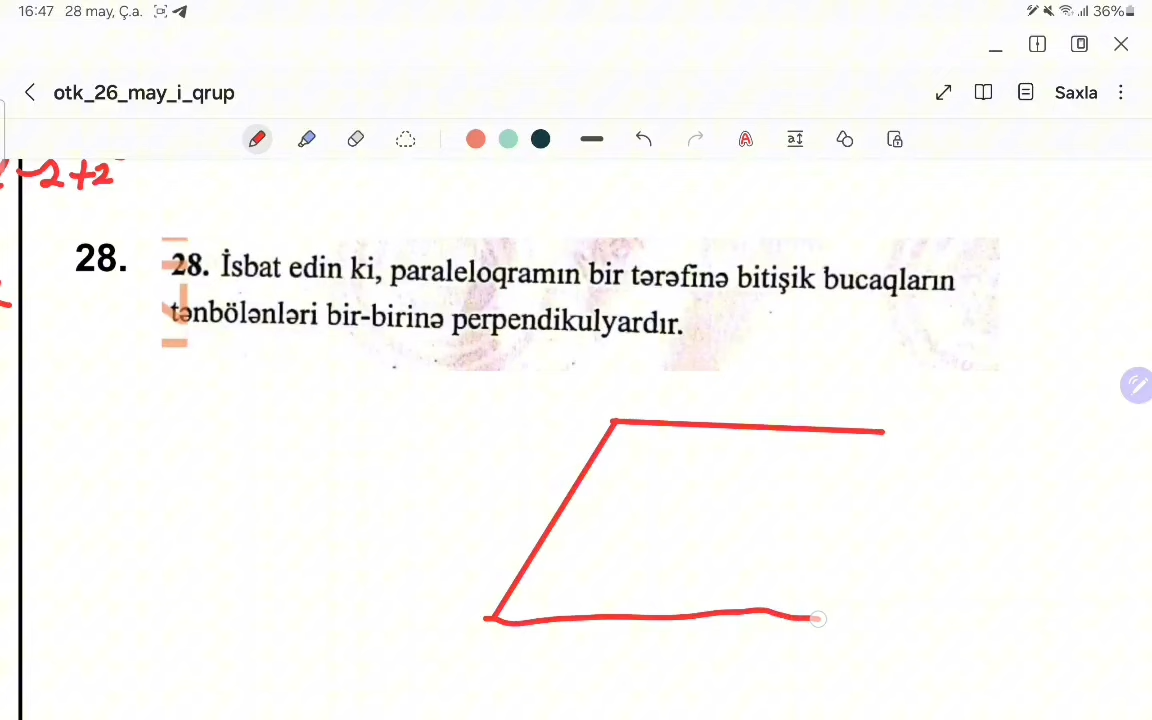 16:47 28 may, Ç.a. 36%
otk_26_may_i_qrup Saxla
-2+2
28. 28. İsbat edin ki, paraleloqramın bir tərəfinə bitişik bucaqların
tənbölənləri bir-birinə perpendikulyardır.